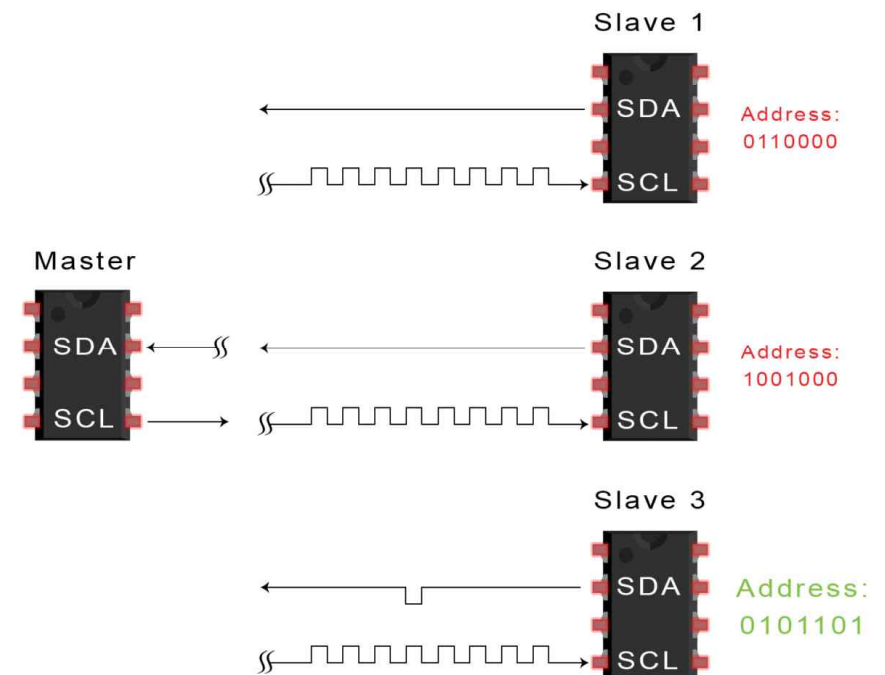 Slave 1
SDA
Address:
0110000
SCL
Master
Slave 2
SDA
SDA
Address:
1001000
SCL
SCL
Slave 3
SDA
Address:
0101101
SCL